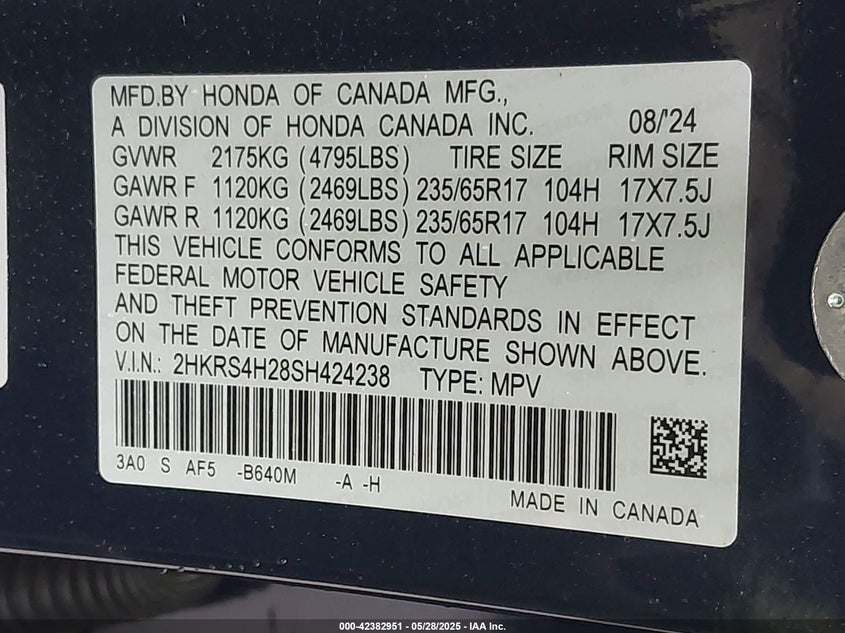 MFD.BY HONDA OF CANADA MFG.,
A DIVISION OF HONDA CANADA INC. 08/'24
GVWR 2175KG (4795LBS) TIRE SIZE RIM SIZE
GAWR F 1120KG (2469LBS) 235/65R17 104H 17X7.5J
GAWR R 1120KG (2469LBS) 235/65R17 104H 17X7.5J
THIS VEHICLE CONFORMS TO ALL APPLICABLE
FEDERAL MOTOR VEHICLE SAFETY
AND THEFT PREVENTION STANDARDS IN EFFECT
ON THE DATE OF MANUFACTURE SHOWN ABOVE.
V.I.N.: 2HKRS4H28SH424238 TYPE: MPV
3A0 S AF5 -B640M -A -H
MADE IN CANADA
000-42382951 - 05/28/2025 - IAA Inc.